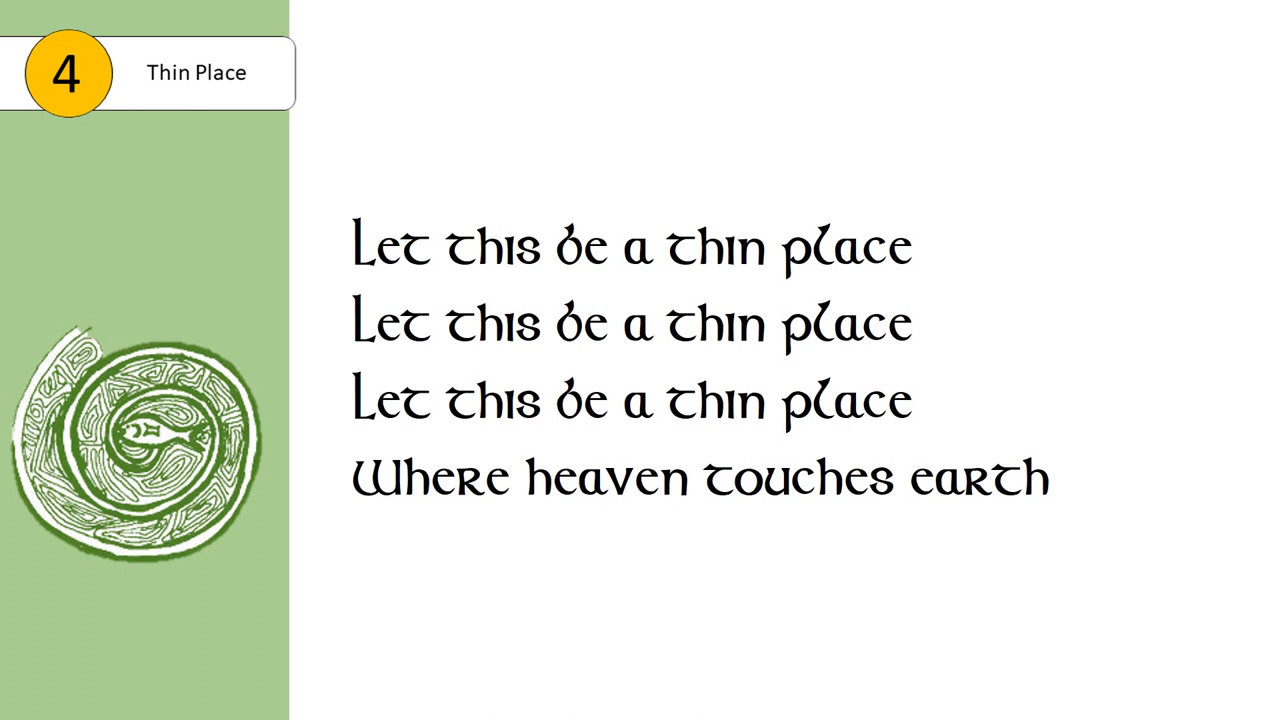 4
Thin Place
Let this be a thin place
Let this be a thin place
Let this be a thin place
Where heaven touches earth